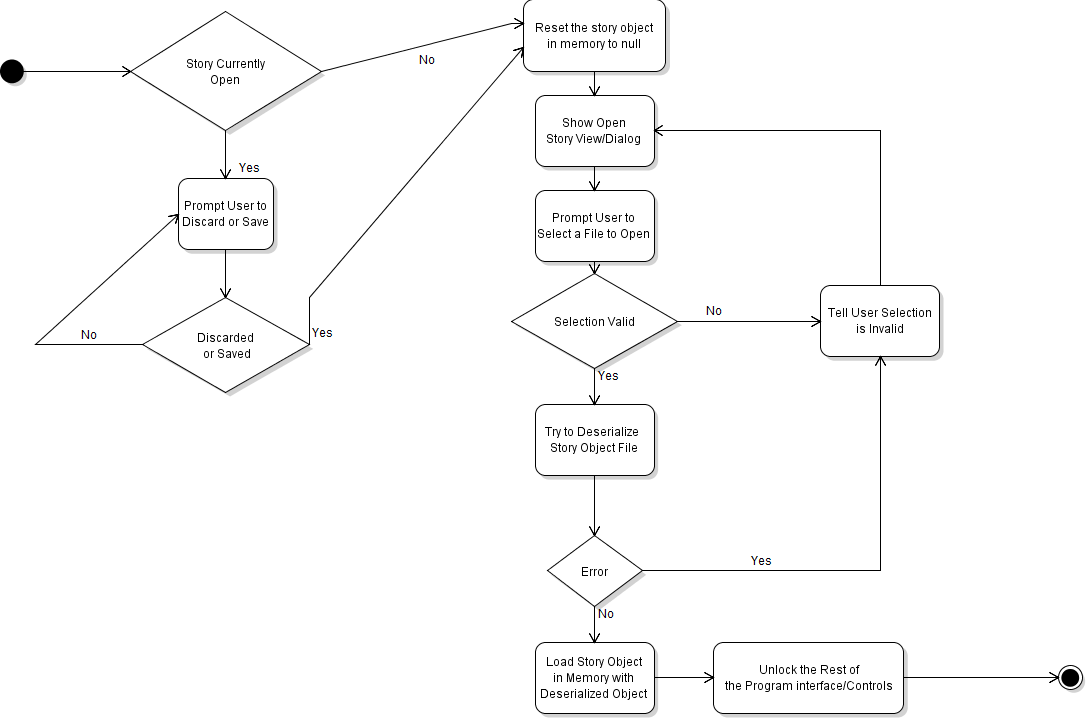 Story Currently
Open
No
Yes
Prompt User to
Discard or Save
Discarded
or Saved
No
Yes
Reset the story object
in memory to null
Show Open
Story View/Dialog
Prompt User to
Select a File to Open
Selection Valid
No
Tell User Selection
is Invalid
Yes
Try to Deserialize
Story Object File
Error
Yes
No
Load Story Object
in Memory with
Deserialized Object
Unlock the Rest of
the Program interface/Controls